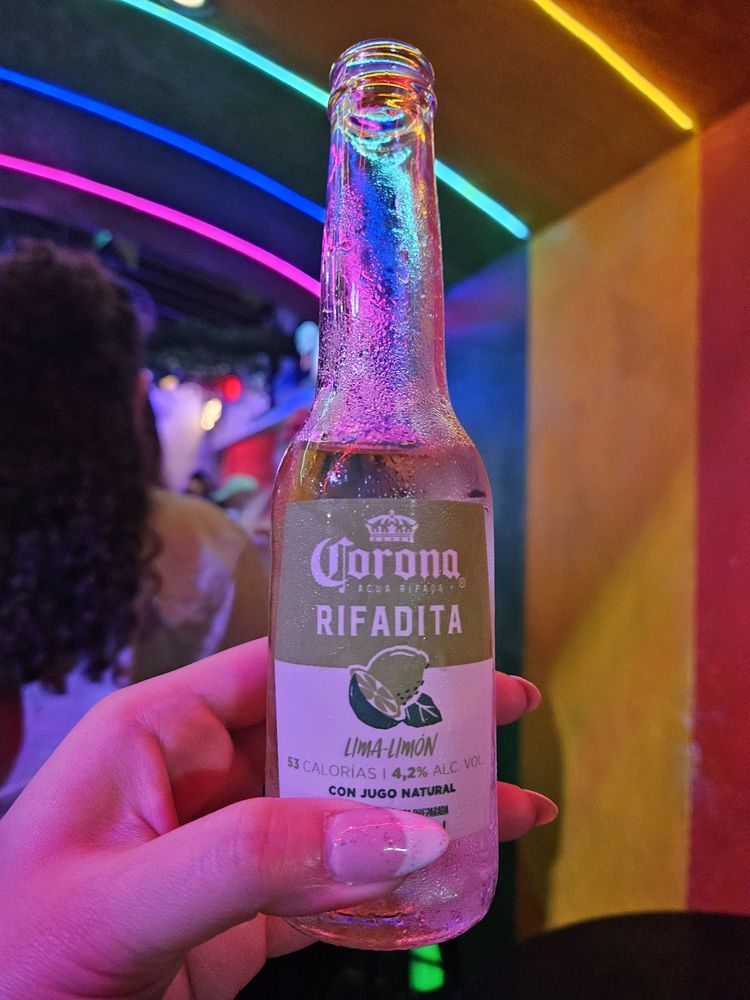 Corona®
AGUA RIFADA
RIFADITA
LIMA-LIMÓN
53 CALORÍAS | 4,2% ALC. VOL.
CON JUGO NATURAL